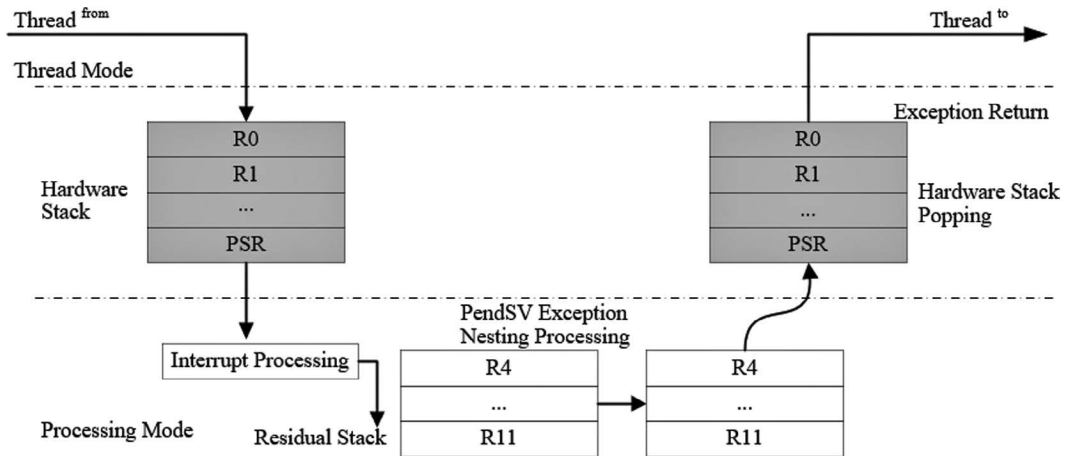 Thread from
Thread to
Thread Mode
Exception Return
R0
R1
...
PSR
Hardware
Stack
R0
R1
...
PSR
Hardware Stack
Popping
PendSV Exception
Nesting Processing
Interrupt Processing
R4
...
R11
R4
...
R11
Processing Mode
Residual Stack